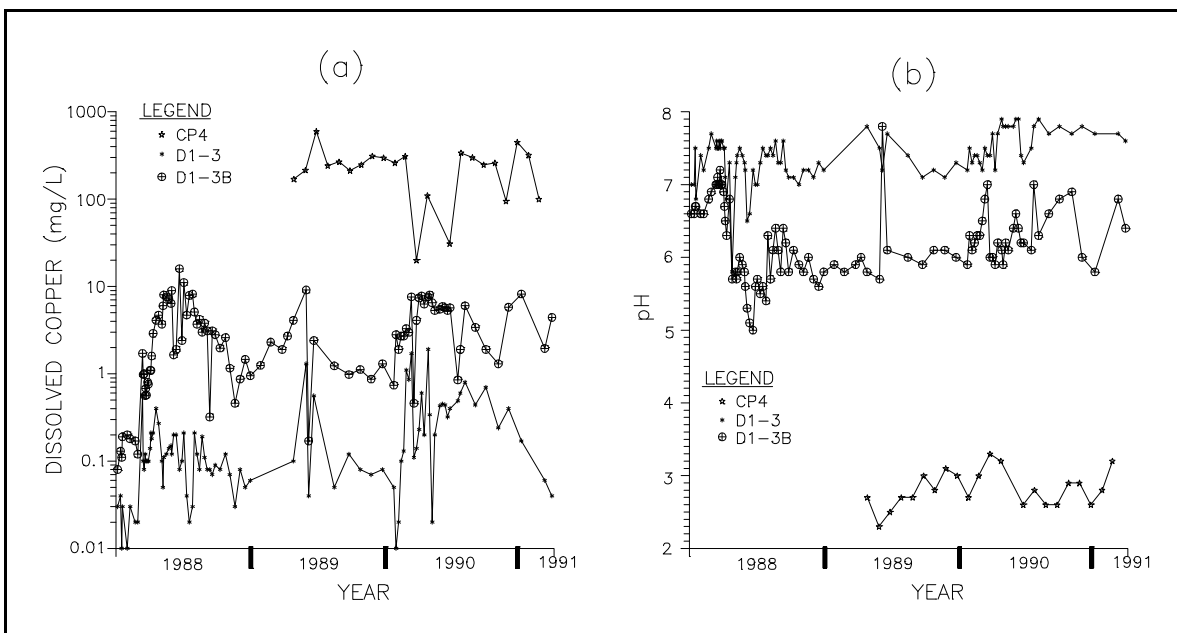 (a)
LEGEND
CP4
D1-3
D1-3B
DISSOLVED COPPER (mg/L)
1000
100
10
1
0.1
0.01
1988
1989
1990
1991
YEAR
(b)
pH
8
7
6
5
4
3
2
LEGEND
CP4
D1-3
D1-3B
1988
1989
1990
1991
YEAR